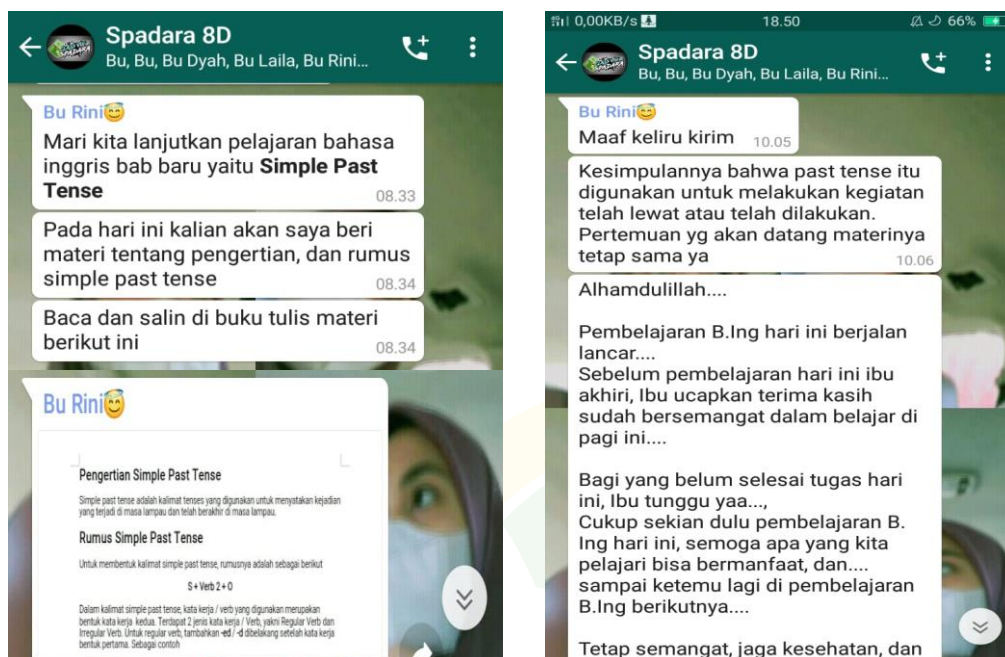 Spadara 8D
Bu, Bu, Bu Dyah, Bu Laila, Bu Rini...
Bu Rini😇
Mari kita lanjutkan pelajaran bahasa
inggris bab baru yaitu Simple Past
Tense 08.33
Pada hari ini kalian akan saya beri
materi tentang pengertian, dan rumus
simple past tense 08.34
Baca dan salin di buku tulis materi
berikut ini 08.34
Bu Rini😇
Pengertian Simple Past Tense
Simple past tense adalah kalimat tenses yang digunakan untuk menyatakan kejadian
yang terjadi di masa lampau dan telah berakhir di masa lampau.
Rumus Simple Past Tense
Untuk membentuk kalimat simple past tense, rumusnya adalah sebagai berikut
S + Verb 2 + O
Dalam kalimat simple past tense, kata kerja / verb yang digunakan merupakan
bentuk kata kerja kedua. Terdapat 2 jenis kata kerja / Verb, yakni Regular Verb dan
Irregular Verb. Untuk regular verb, tambahkan -ed / -d dibelakang setelah kata kerja
bentuk pertama. Sebagai contoh
0,00KB/s 18.50 66%
Spadara 8D
Bu, Bu, Bu Dyah, Bu Laila, Bu Rini...
Bu Rini😇
Maaf keliru kirim 10.05
Kesimpulannya bahwa past tense itu
digunakan untuk melakukan kegiatan
telah lewat atau telah dilakukan.
Pertemuan yg akan datang materinya
tetap sama ya 10.06
Alhamdulillah....
Pembelajaran B.Ing hari ini berjalan
lancar....
Sebelum pembelajaran hari ini ibu
akhiri, Ibu ucapkan terima kasih
sudah bersemangat dalam belajar di
pagi ini....
Bagi yang belum selesai tugas hari
ini, Ibu tunggu yaa...,
Cukup sekian dulu pembelajaran B.
Ing hari ini, semoga apa yang kita
pelajari bisa bermanfaat, dan....
sampai ketemu lagi di pembelajaran
B.Ing berikutnya....
Tetap semangat, jaga kesehatan, dan